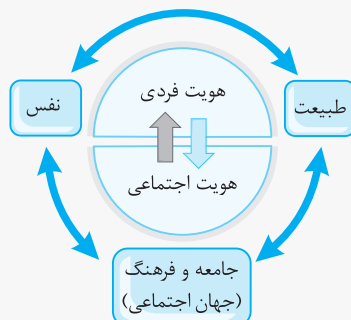 هویت فردی
طبیعت
نفس
هویت اجتماعی
جامعه و فرهنگ
(جهان اجتماعی)